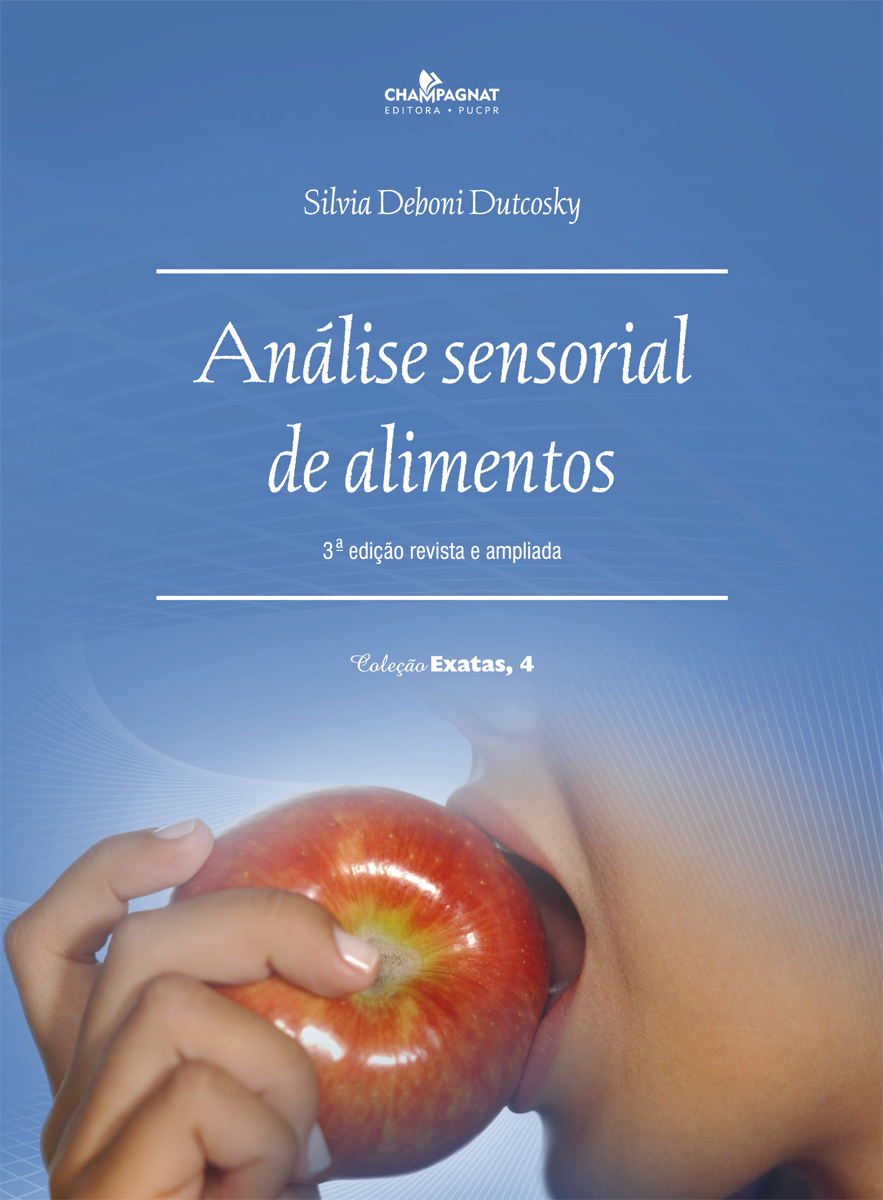 CHAMPAGNAT
EDITORA • PUCPR
Silvia Deboni Dutcosky
Análise sensorial
de alimentos
3ª edição revista e ampliada
Coleção Exatas, 4